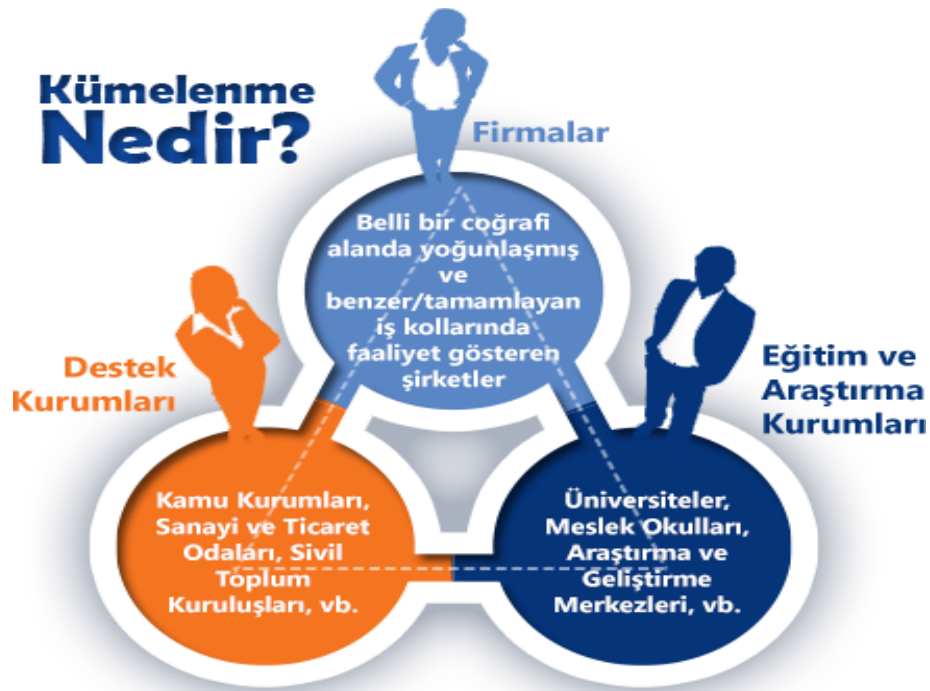 Kümelenme
Nedir?
Firmalar
Belli bir coğrafi
alanda yoğunlaşmış
ve
benzer/tamamlayan
iş kollarında
faaliyet gösteren
şirketler
Destek
Kurumları
Kamu Kurumları,
Sanayi ve Ticaret
Odaları, Sivil
Toplum
Kuruluşları, vb.
Eğitim ve
Araştırma
Kurumları
Üniversiteler,
Meslek Okulları,
Araştırma ve
Geliştirme
Merkezleri, vb.